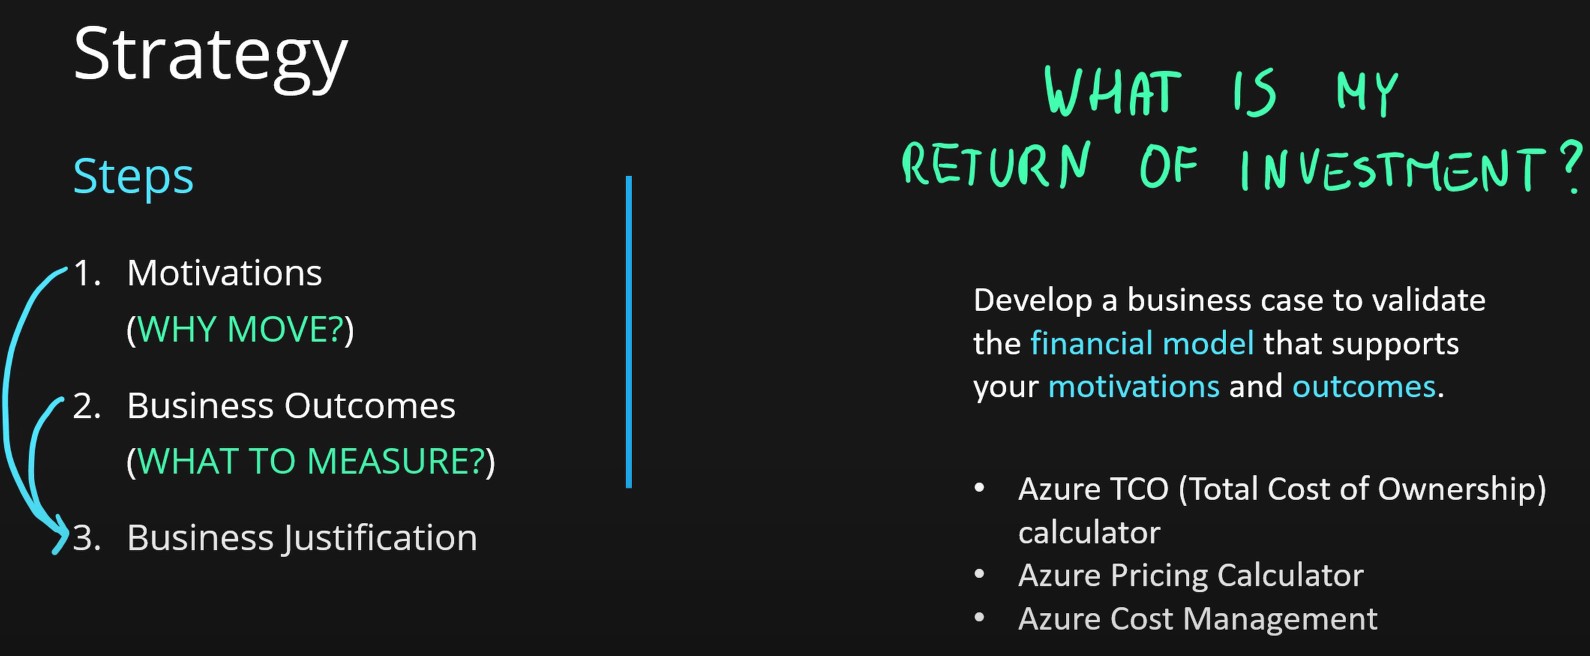 Strategy
Steps
1. Motivations
(WHY MOVE?)
2. Business Outcomes
(WHAT TO MEASURE?)
3. Business Justification
WHAT IS MY
RETURN OF INVESTMENT?
Develop a business case to validate
the financial model that supports
your motivations and outcomes.
• Azure TCO (Total Cost of Ownership)
calculator
• Azure Pricing Calculator
• Azure Cost Management